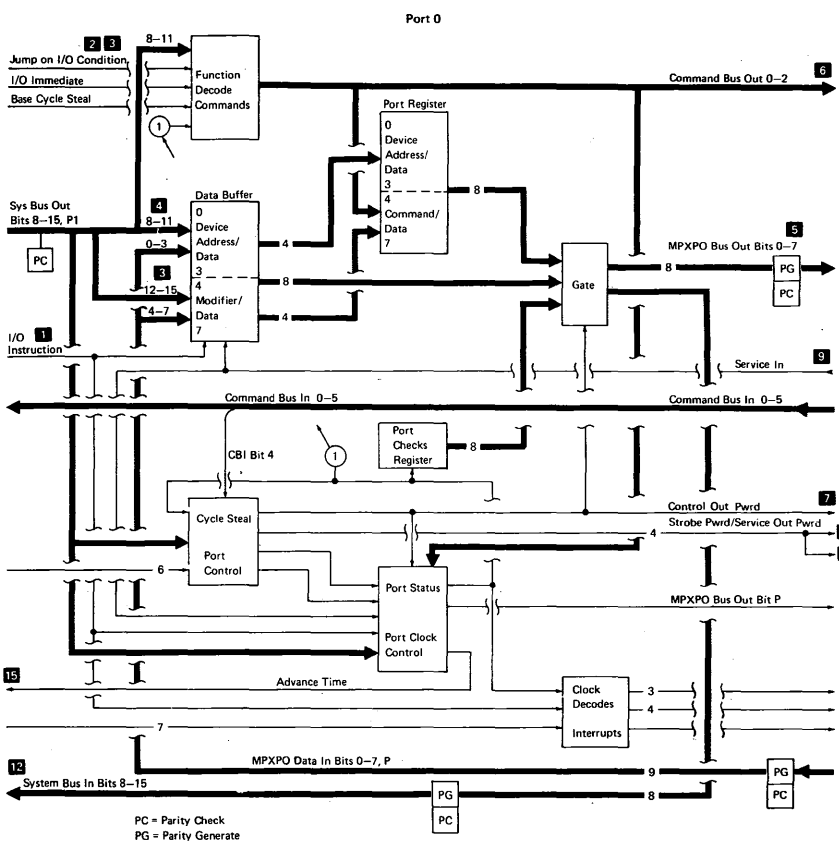 Port 0
2 3
8–11
Jump on I/O Condition
I/O Immediate
Base Cycle Steal
Function
Decode
Commands
1
Command Bus Out 0–2
6
Port Register
0
Device
Address/
Data
3
4
Command/
Data
7
8
Sys Bus Out
Bits 8–15, P1
PC
4
Data Buffer
8–11
0–3
3
12–15
4–7
0
Device
Address/
Data
3
4
Modifier/
Data
7
4
8
4
Gate
5
MPXPO Bus Out Bits 0–7
8
PG
PC
I/O 1
Instruction
Service In
9
Command Bus In 0–5
Command Bus In 0–5
CBI Bit 4
1
Port
Checks
Register
8
Cycle Steal
Port
Control
6
Control Out Pwrd
7
Strobe Pwrd/Service Out Pwrd
4
Port Status
Port Clock
Control
MPXPO Bus Out Bit P
15
Advance Time
Clock
Decodes
Interrupts
3
4
7
12
MPXPO Data In Bits 0–7, P
9
PG
PC
System Bus In Bits 8–15
PG
PC
8
PC = Parity Check
PG = Parity Generate